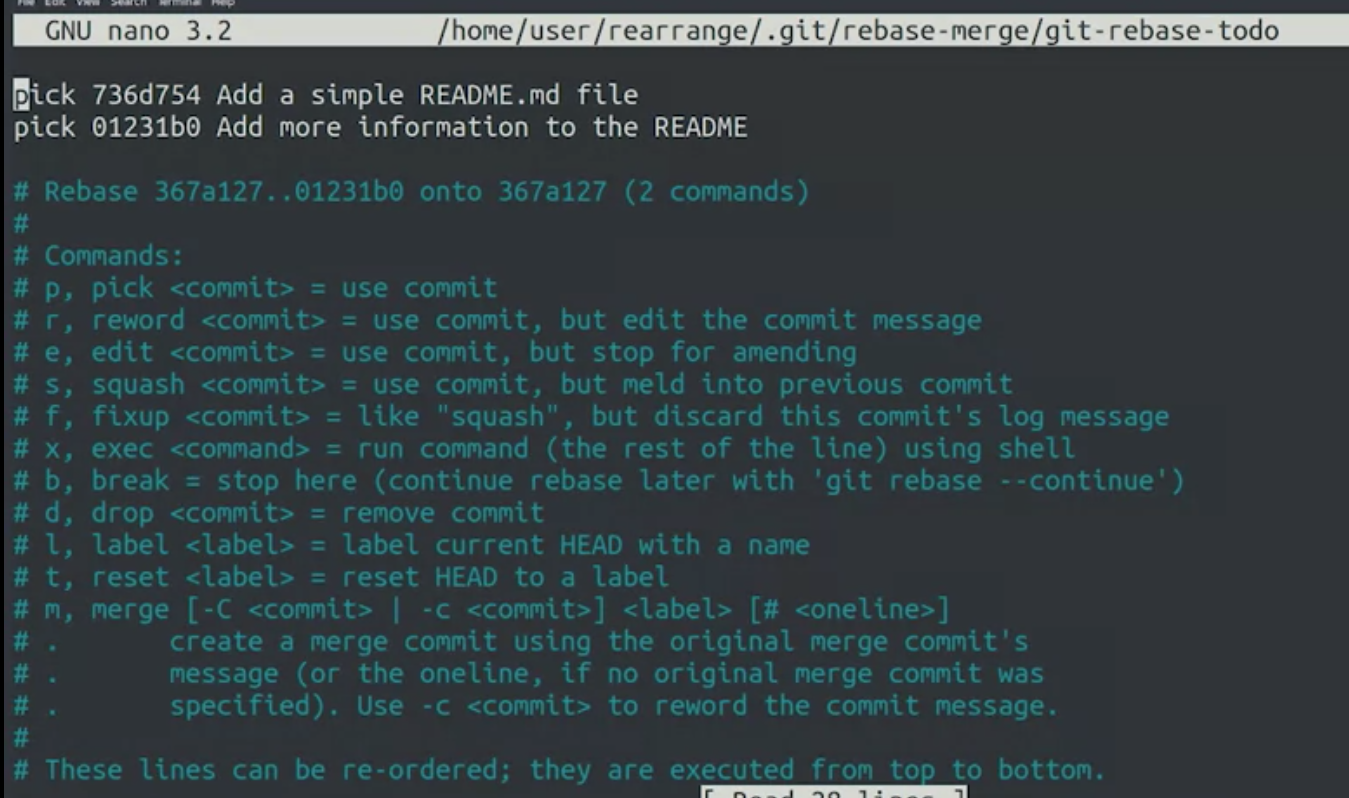 File Edit View Search Terminal Help
GNU nano 3.2 /home/user/rearrange/.git/rebase-merge/git-rebase-todo
pick 736d754 Add a simple README.md file
pick 01231b0 Add more information to the README
# Rebase 367a127..01231b0 onto 367a127 (2 commands)
#
# Commands:
# p, pick <commit> = use commit
# r, reword <commit> = use commit, but edit the commit message
# e, edit <commit> = use commit, but stop for amending
# s, squash <commit> = use commit, but meld into previous commit
# f, fixup <commit> = like "squash", but discard this commit's log message
# x, exec <command> = run command (the rest of the line) using shell
# b, break = stop here (continue rebase later with 'git rebase --continue')
# d, drop <commit> = remove commit
# l, label <label> = label current HEAD with a name
# t, reset <label> = reset HEAD to a label
# m, merge [-C <commit> | -c <commit>] <label> [# <oneline>]
# .       create a merge commit using the original merge commit's
# .       message (or the oneline, if no original merge commit was
# .       specified). Use -c <commit> to reword the commit message.
#
# These lines can be re-ordered; they are executed from top to bottom.
[ Read 28 lines ]